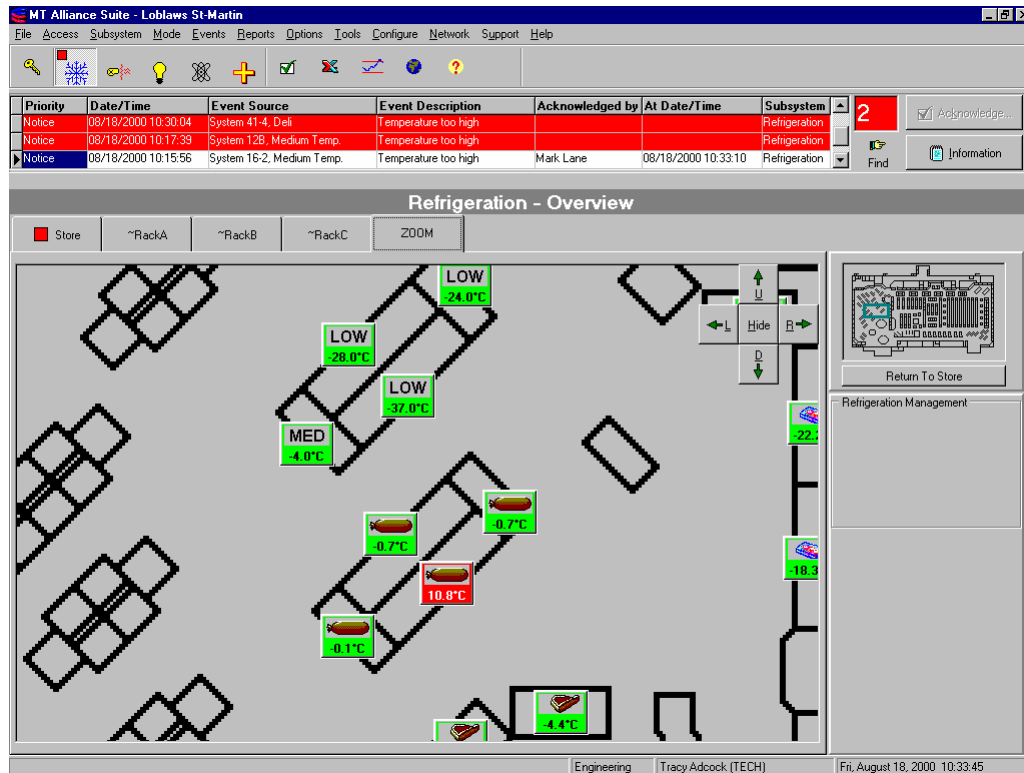 MT Alliance Suite - Loblaws St-Martin
File Access Subsystem Mode Events Reports Options Tools Configure Network Support Help
Priority Date/Time Event Source Event Description Acknowledged by At Date/Time Subsystem
Notice 08/18/2000 10:30:04 System 41-4, Deli Temperature too high Refrigeration
Notice 08/18/2000 10:17:39 System 12B, Medium Temp. Temperature too high Refrigeration
Notice 08/18/2000 10:15:56 System 16-2, Medium Temp. Temperature too high Mark Lane 08/18/2000 10:33:10 Refrigeration
2
Find
Acknowledge...
Information
Refrigeration - Overview
Store ~RackA ~RackB ~RackC ZOOM
LOW
-24.0°C
U
L Hide R
D
LOW
-28.0°C
LOW
-37.0°C
MED
-4.0°C
-22.2
-0.7°C
-0.7°C
10.8°C
-18.3
-0.1°C
-4.4°C
Return To Store
Refrigeration Management
Engineering Tracy Adcock (TECH) Fri, August 18, 2000 10:33:45